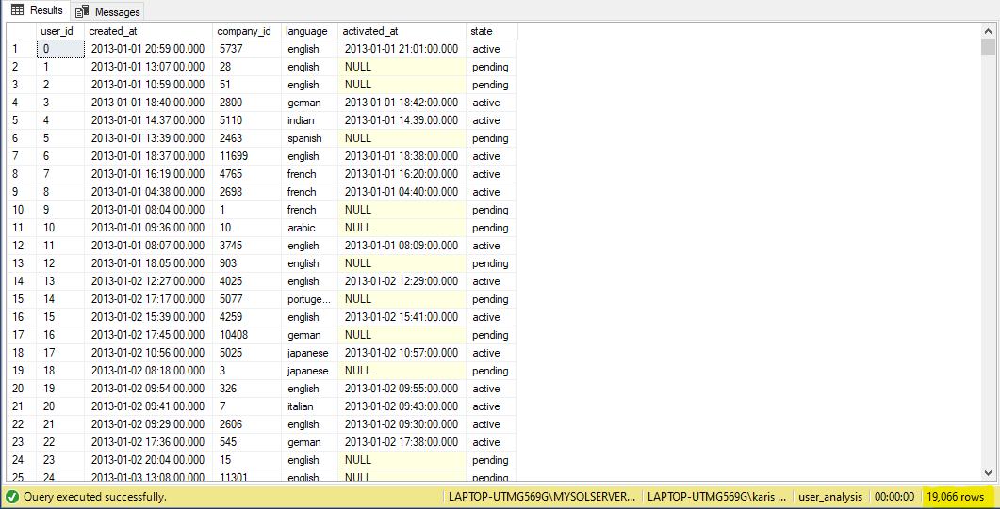 Results Messages
user_id created_at company_id language activated_at state
1 0 2013-01-01 20:59:00.000 5737 english 2013-01-01 21:01:00.000 active
2 1 2013-01-01 13:07:00.000 28 english NULL pending
3 2 2013-01-01 10:59:00.000 51 english NULL pending
4 3 2013-01-01 18:40:00.000 2800 german 2013-01-01 18:42:00.000 active
5 4 2013-01-01 14:37:00.000 5110 indian 2013-01-01 14:39:00.000 active
6 5 2013-01-01 13:39:00.000 2463 spanish NULL pending
7 6 2013-01-01 18:37:00.000 11699 english 2013-01-01 18:38:00.000 active
8 7 2013-01-01 16:19:00.000 4765 french 2013-01-01 16:20:00.000 active
9 8 2013-01-01 04:38:00.000 2698 french 2013-01-01 04:40:00.000 active
10 9 2013-01-01 08:04:00.000 1 french NULL pending
11 10 2013-01-01 09:36:00.000 10 arabic NULL pending
12 11 2013-01-01 08:07:00.000 3745 english 2013-01-01 08:09:00.000 active
13 12 2013-01-01 18:05:00.000 903 english NULL pending
14 13 2013-01-02 12:27:00.000 4025 english 2013-01-02 12:29:00.000 active
15 14 2013-01-02 17:17:00.000 5077 portuge... NULL pending
16 15 2013-01-02 15:39:00.000 4259 english 2013-01-02 15:41:00.000 active
17 16 2013-01-02 17:45:00.000 10408 german NULL pending
18 17 2013-01-02 10:56:00.000 5025 japanese 2013-01-02 10:57:00.000 active
19 18 2013-01-02 08:18:00.000 3 japanese NULL pending
20 19 2013-01-02 09:54:00.000 326 english 2013-01-02 09:55:00.000 active
21 20 2013-01-02 09:41:00.000 7 italian 2013-01-02 09:43:00.000 active
22 21 2013-01-02 09:29:00.000 2606 english 2013-01-02 09:30:00.000 active
23 22 2013-01-02 17:36:00.000 545 german 2013-01-02 17:38:00.000 active
24 23 2013-01-02 20:04:00.000 15 english NULL pending
25 24 2013-01-03 13:08:00.000 11301 english NULL pending
Query executed successfully. LAPTOP-UTMG569G\MYSQLSERVER... LAPTOP-UTMG569G\karis ... user_analysis 00:00:00 19,066 rows